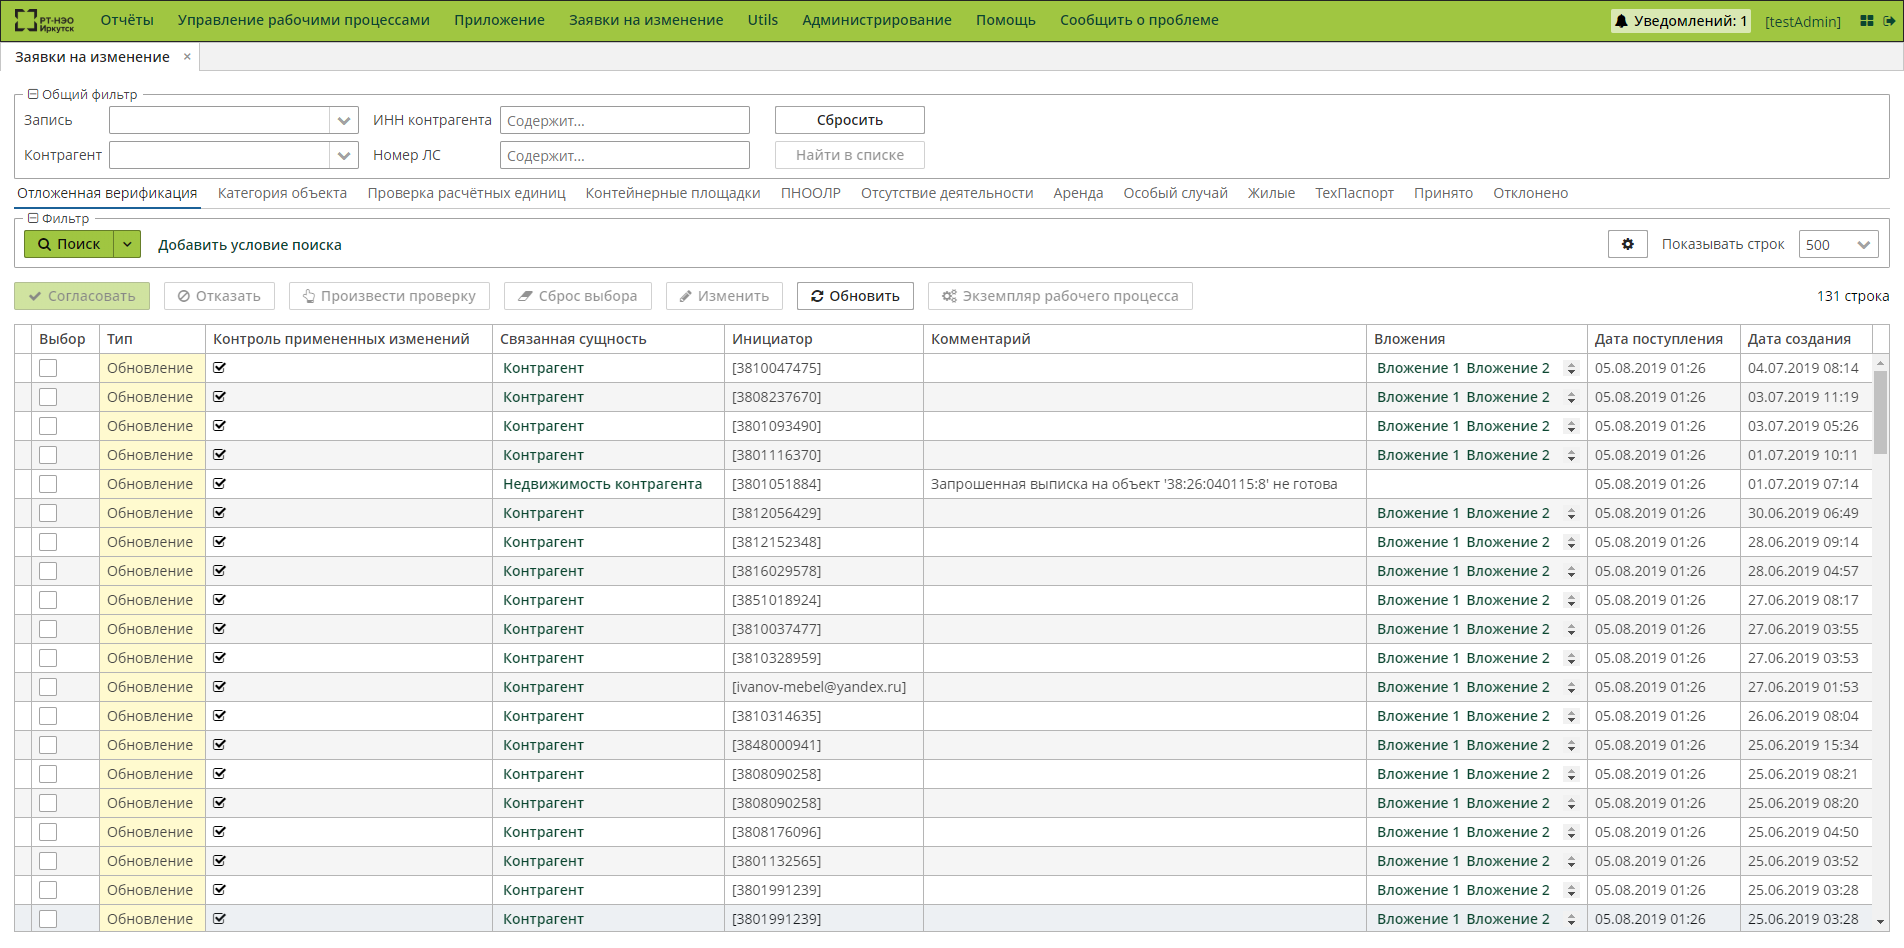 РТ-НЭО Иркутск Отчёты Управление рабочими процессами Приложение Заявки на изменение Utils Администрирование Помощь Сообщить о проблеме Уведомлений: 1 [testAdmin]
Заявки на изменение ×
Общий фильтр
Запись ИНН контрагента Содержит... Сбросить
Контрагент Номер ЛС Содержит... Найти в списке
Отложенная верификация Категория объекта Проверка расчётных единиц Контейнерные площадки ПНООЛР Отсутствие деятельности Аренда Особый случай Жилые ТехПаспорт Принято Отклонено
Фильтр
Поиск Добавить условие поиска Показывать строк 500
Согласовать Отказать Произвести проверку Сброс выбора Изменить Обновить Экземпляр рабочего процесса 131 строка
Выбор Тип Контроль примененных изменений Связанная сущность Инициатор Комментарий Вложения Дата поступления Дата создания
Обновление Контрагент [3810047475] Вложение 1 Вложение 2 05.08.2019 01:26 04.07.2019 08:14
Обновление Контрагент [3808237670] Вложение 1 Вложение 2 05.08.2019 01:26 03.07.2019 11:19
Обновление Контрагент [3801093490] Вложение 1 Вложение 2 05.08.2019 01:26 03.07.2019 05:26
Обновление Контрагент [3801116370] Вложение 1 Вложение 2 05.08.2019 01:26 01.07.2019 10:11
Обновление Недвижимость контрагента [3801051884] Запрошенная выписка на объект '38:26:040115:8' не готова 05.08.2019 01:26 01.07.2019 07:14
Обновление Контрагент [3812056429] Вложение 1 Вложение 2 05.08.2019 01:26 30.06.2019 06:49
Обновление Контрагент [3812152348] Вложение 1 Вложение 2 05.08.2019 01:26 28.06.2019 09:14
Обновление Контрагент [3816029578] Вложение 1 Вложение 2 05.08.2019 01:26 28.06.2019 04:57
Обновление Контрагент [3851018924] Вложение 1 Вложение 2 05.08.2019 01:26 27.06.2019 08:17
Обновление Контрагент [3810037477] Вложение 1 Вложение 2 05.08.2019 01:26 27.06.2019 03:55
Обновление Контрагент [3810328959] Вложение 1 Вложение 2 05.08.2019 01:26 27.06.2019 03:53
Обновление Контрагент [ivanov-mebel@yandex.ru] Вложение 1 Вложение 2 05.08.2019 01:26 27.06.2019 01:53
Обновление Контрагент [3810314635] Вложение 1 Вложение 2 05.08.2019 01:26 26.06.2019 08:04
Обновление Контрагент [3848000941] Вложение 1 Вложение 2 05.08.2019 01:26 25.06.2019 15:34
Обновление Контрагент [3808090258] Вложение 1 Вложение 2 05.08.2019 01:26 25.06.2019 08:21
Обновление Контрагент [3808090258] Вложение 1 Вложение 2 05.08.2019 01:26 25.06.2019 08:20
Обновление Контрагент [3808176096] Вложение 1 Вложение 2 05.08.2019 01:26 25.06.2019 04:50
Обновление Контрагент [3801132565] Вложение 1 Вложение 2 05.08.2019 01:26 25.06.2019 03:52
Обновление Контрагент [3801991239] Вложение 1 Вложение 2 05.08.2019 01:26 25.06.2019 03:28
Обновление Контрагент [3801991239] Вложение 1 Вложение 2 05.08.2019 01:26 25.06.2019 03:28